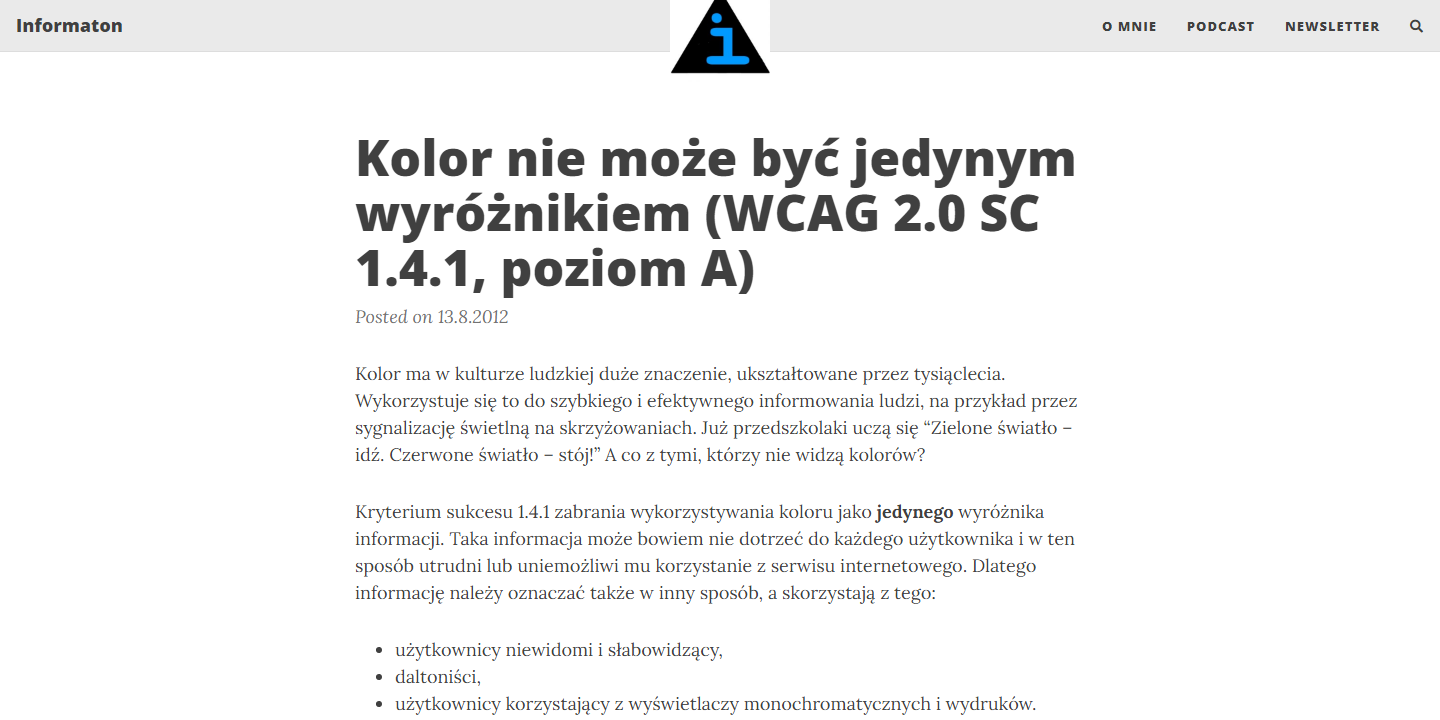 Informaton
i
O MNIE
PODCAST
NEWSLETTER
Kolor nie może być jedynym
wyróżnikiem (WCAG 2.0 SC
1.4.1, poziom A)
Posted on 13.8.2012
Kolor ma w kulturze ludzkiej duże znaczenie, ukształtowane przez tysiąclecia.
Wykorzystuje się to do szybkiego i efektywnego informowania ludzi, na przykład przez
sygnalizację świetlną na skrzyżowaniach. Już przedszkolaki uczą się “Zielone światło –
idź. Czerwone światło – stój!” A co z tymi, którzy nie widzą kolorów?
Kryterium sukcesu 1.4.1 zabrania wykorzystywania koloru jako jedynego wyróżnika
informacji. Taka informacja może bowiem nie dotrzeć do każdego użytkownika i w ten
sposób utrudni lub uniemożliwi mu korzystanie z serwisu internetowego. Dlatego
informację należy oznaczać także w inny sposób, a skorzystają z tego:
użytkownicy niewidomi i słabowidzący,
daltoniści,
użytkownicy korzystający z wyświetlaczy monochromatycznych i wydruków.